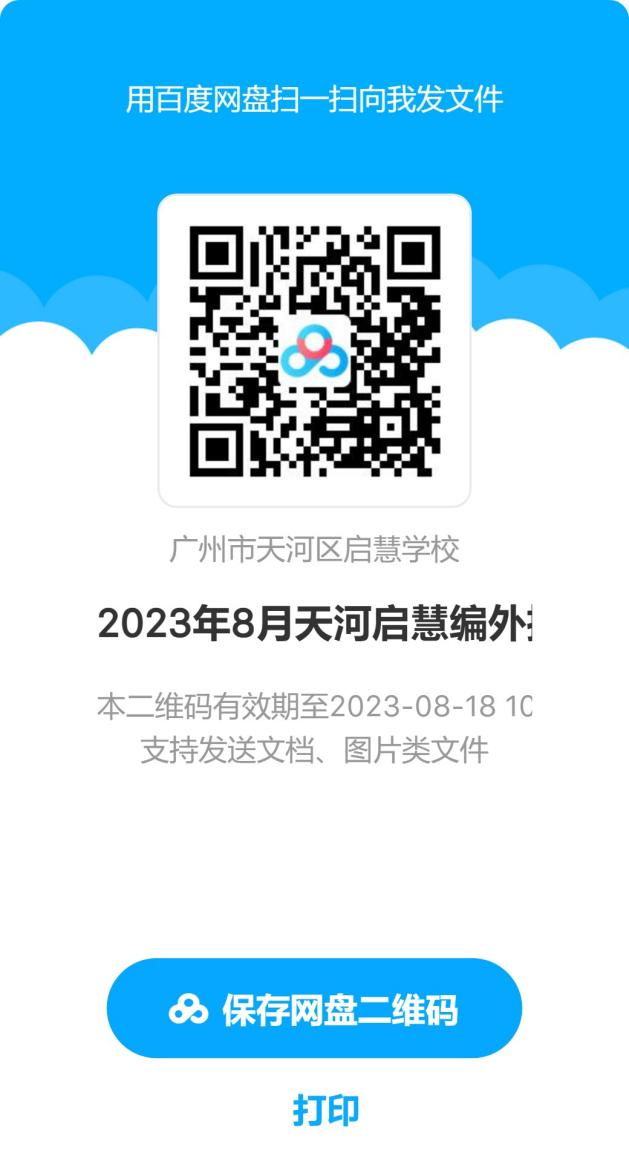 用百度网盘扫一扫向我发文件
广州市天河区启慧学校
2023年8月天河启慧编外
本二维码有效期至2023-08-18 10
支持发送文档、图片类文件
保存网盘二维码
打印